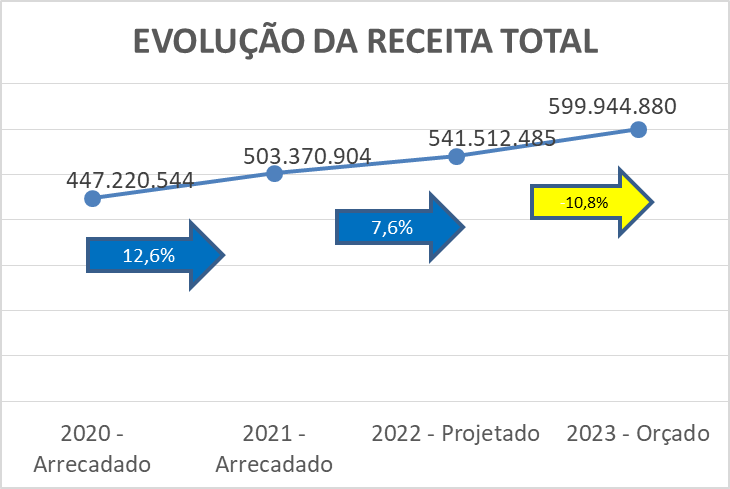 EVOLUÇÃO DA RECEITA TOTAL
599.944.880
541.512.485
503.370.904
447.220.544
10,8%
7,6%
12,6%
2020 -
Arrecadado
2021 -
Arrecadado
2022 - Projetado
2023 - Orçado